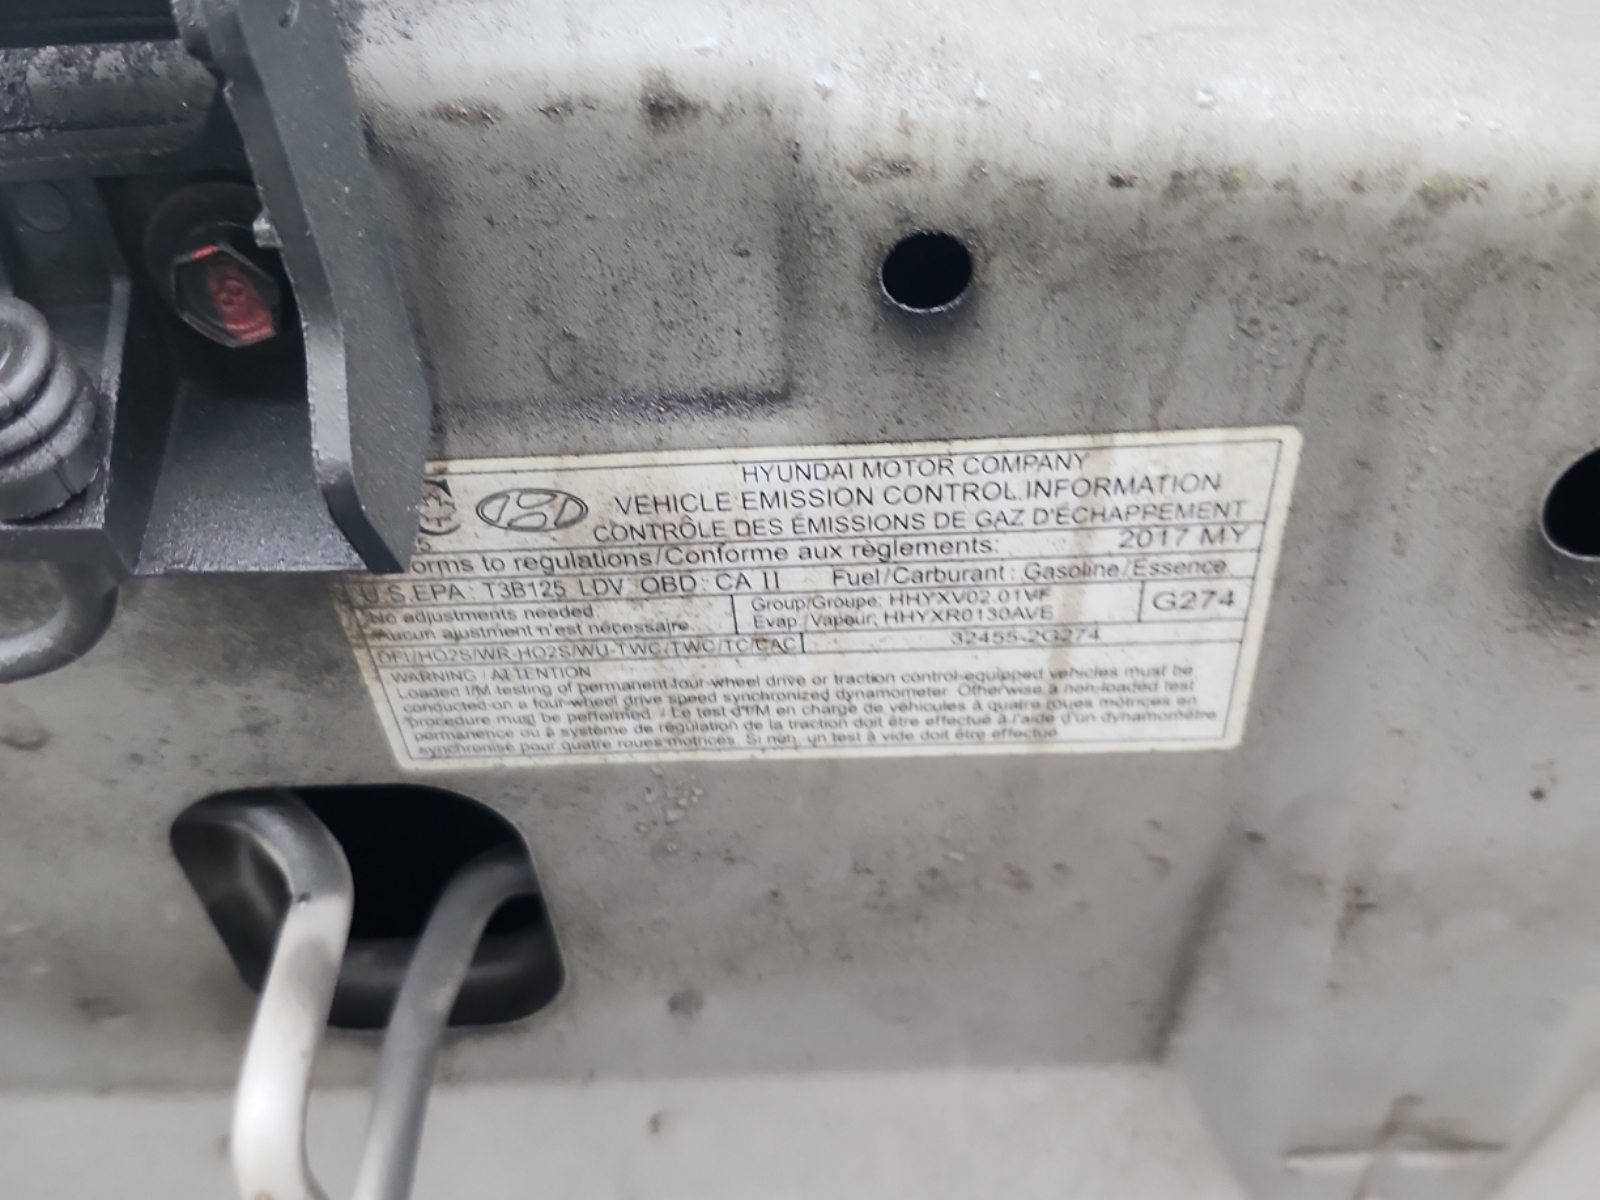 HYUNDAI MOTOR COMPANY
VEHICLE EMISSION CONTROL INFORMATION
CONTRÔLE DES ÉMISSIONS DE GAZ D'ÉCHAPPEMENT
orms to regulations/Conforme aux règlements: 2017 MY
U.S.EPA: T3B125 LDV OBD: CA II Fuel/Carburant: Gasoline/Essence
No adjustments needed.
Aucun ajustment n'est nécessaire.
Group/Groupe: HHYXV02.01VF
Evap./Vapeur: HHYXR0130AVE
G274
DFI/HO2S/WR-HO2S/WU-TWC/TWC/TC/CAC 32455-2G274
WARNING / ATTENTION
Loaded I/M testing of permanent-four-wheel drive or traction control-equipped vehicles must be
conducted on a four-wheel drive speed synchronized dynamometer. Otherwise, a non-loaded test
procedure must be performed. / Le test d'I/M en charge de véhicules à quatre roues motrices en
permanence ou à système de régulation de la traction doit être effectué à l'aide d'un dynamomètre
synchronisé pour quatre roues motrices. Si non, un test à vide doit être effectué.